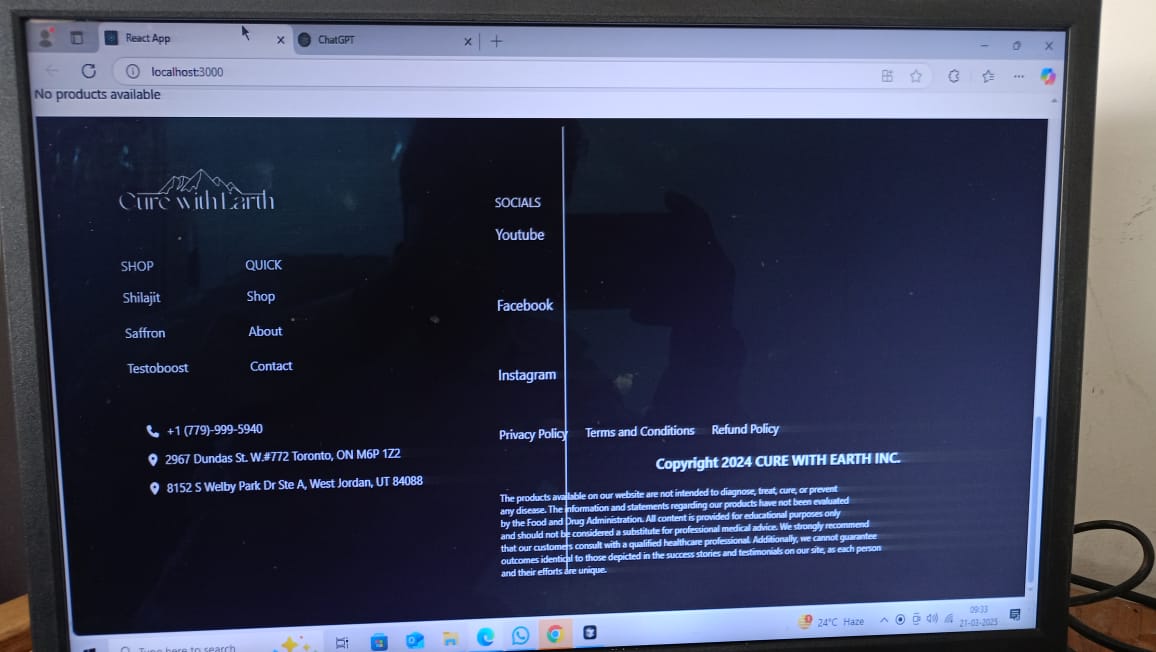 React App
ChatGPT
localhost:3000
No products available
Cure with Earth
SHOP
QUICK
Shilajit
Shop
Saffron
About
Testoboost
Contact
+1 (779)-999-5940
2967 Dundas St. W.#772 Toronto, ON M6P 1Z2
8152 S Welby Park Dr Ste A, West Jordan, UT 84088
SOCIALS
Youtube
Facebook
Instagram
Privacy Policy Terms and Conditions Refund Policy
Copyright 2024 CURE WITH EARTH INC.
The products available on our website are not intended to diagnose, treat, cure, or prevent
any disease. The information and statements regarding our products have not been evaluated
by the Food and Drug Administration. All content is provided for educational purposes only
and should not be considered a substitute for professional medical advice. We strongly recommend
that our customers consult with a qualified healthcare professional. Additionally, we cannot guarantee
outcomes identical to those depicted in the success stories and testimonials on our site, as each person
and their efforts are unique.
Type here to search
24°C Haze
09:33
21-03-2025